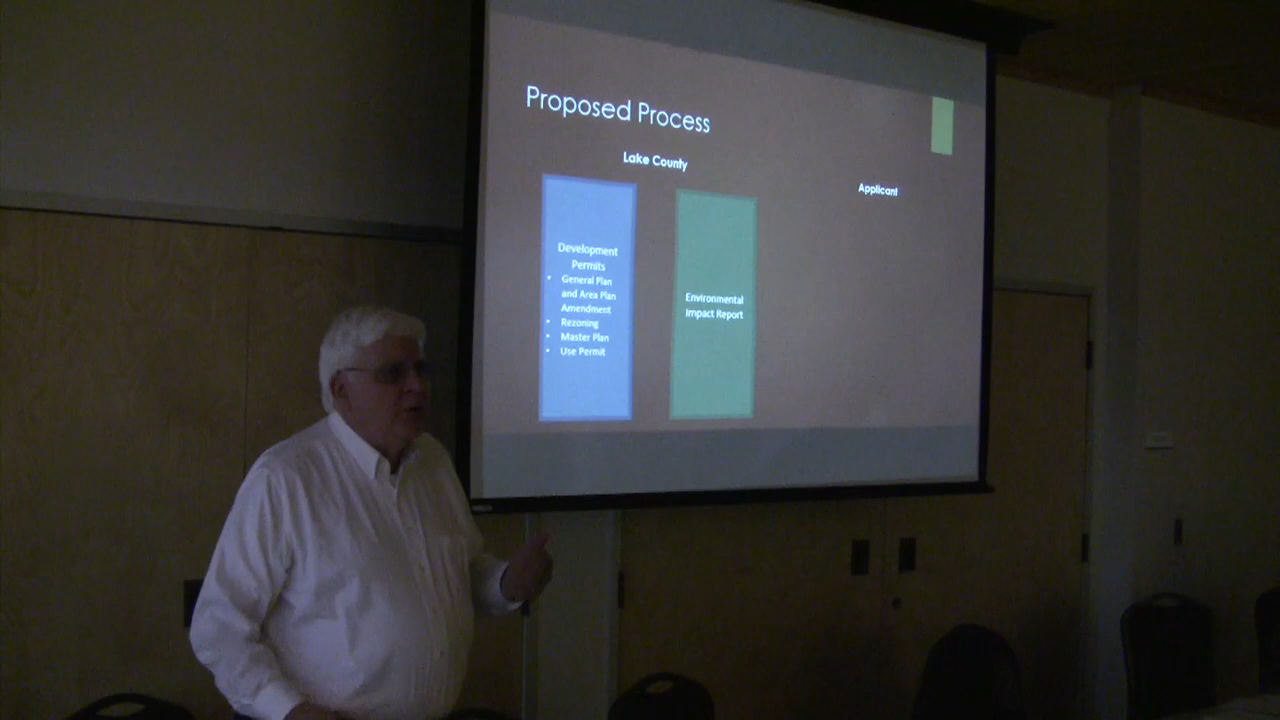 Proposed Process
Lake County
Applicant
Development
Permits
• General Plan
and Area Plan
Amendment
• Rezoning
• Master Plan
• Use Permit
Environmental
Impact Report